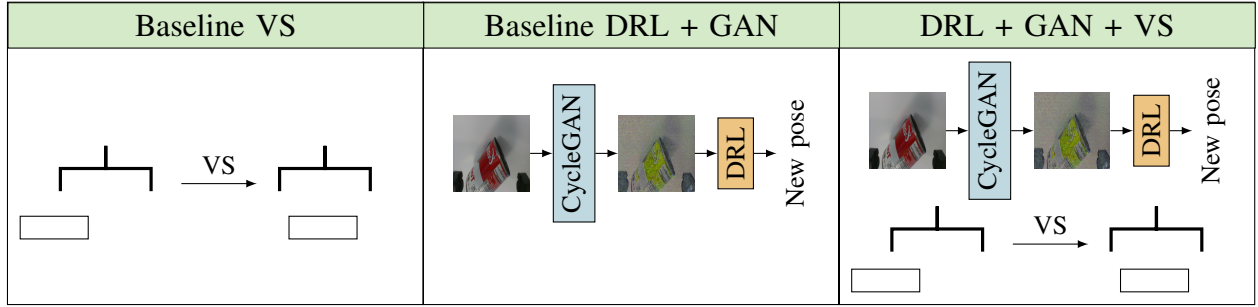 Baseline VS
Baseline DRL + GAN
DRL + GAN + VS
VS
CycleGAN
DRL
New pose
CycleGAN
DRL
New pose
VS